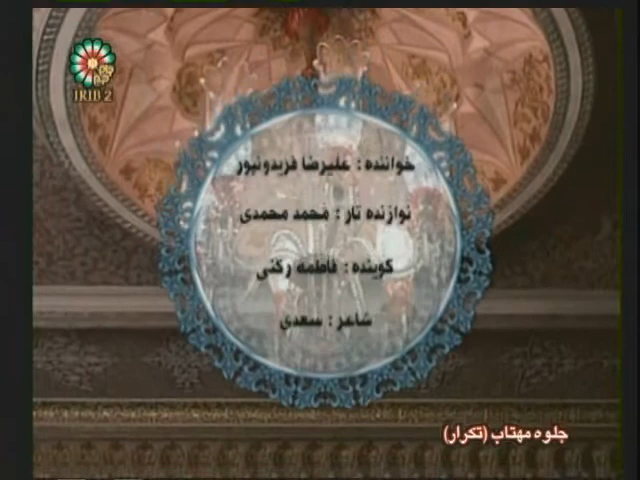 IRIB 2
خواننده : علیرضا فریدونپور
نوازنده تار : محمد محمدی
گوینده : فاطمه رکنی
شاعر : سعدی
جلوه مهتاب (تکرار)